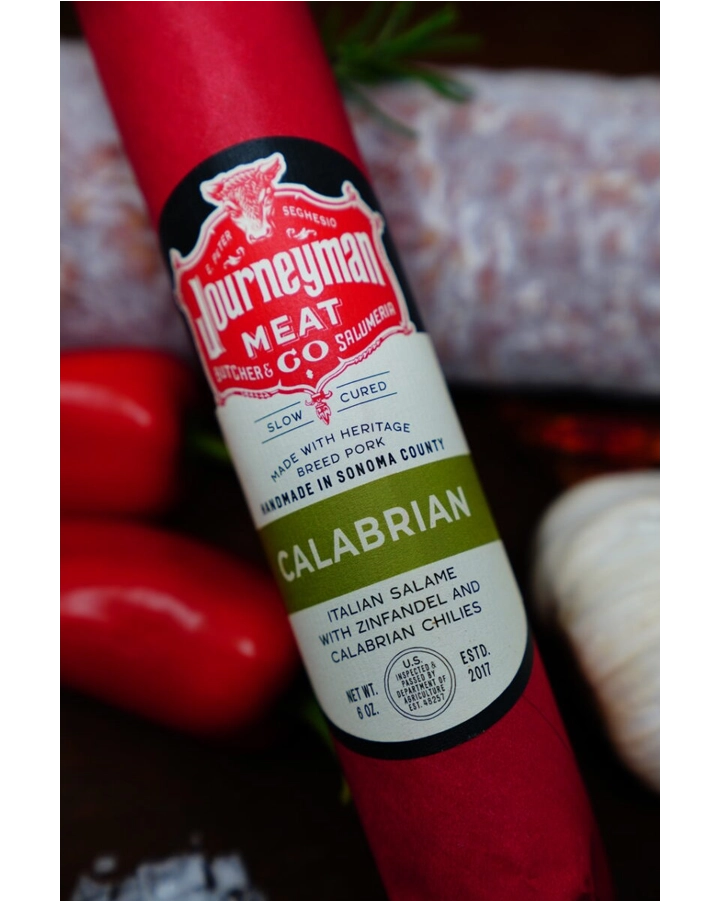 E. PETER SEGHESIO
Journeyman
MEAT
BUTCHER & CO SALUMERIA
SLOW CURED
MADE WITH HERITAGE
BREED PORK
HANDMADE IN SONOMA COUNTY
CALABRIAN
ITALIAN SALAME
WITH ZINFANDEL AND
CALABRIAN CHILIES
NET WT.
6 OZ.
U.S.
INSPECTED &
PASSED BY
DEPARTMENT OF
AGRICULTURE
EST. 48257
ESTD.
2017